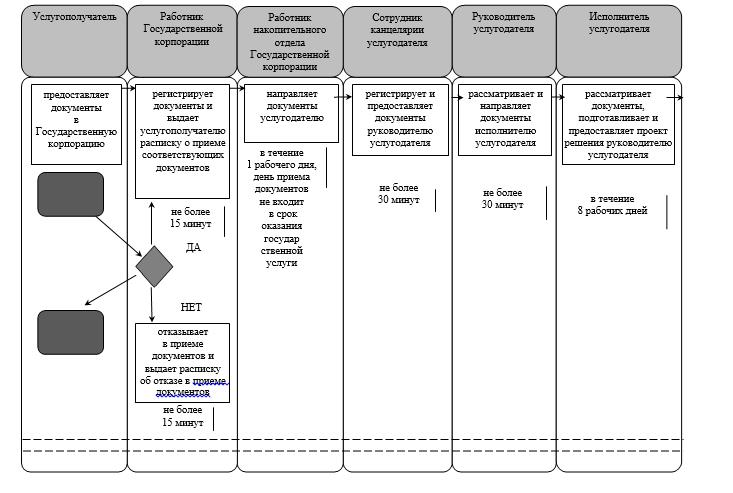 Услугополучатель
Работник
Государственной
корпорации
Работник
накопительного
отдела
Государственной
корпорации
Сотрудник
канцелярии
услугодателя
Руководитель
услугодателя
Исполнитель
услугодателя
предоставляет
документы
в
Государственную
корпорацию
регистрирует
документы и
выдает
услугополучателю
расписку о приеме
соответствующих
документов
направляет
документы
услугодателю
регистрирует и
предоставляет
документы
руководителю
услугодателя
рассматривает и
направляет
документы
исполнителю
услугодателя
рассматривает
документы,
подготавливает и
предоставляет проект
решения руководителю
услугодателя
не более
15 минут
в течение
1 рабочего дня,
день приема
документов
не входит
в срок
оказания
государ
ственной
услуги
не более
30 минут
не более
30 минут
в течение
8 рабочих дней
ДА
НЕТ
отказывает
в приеме
документов и
выдает расписку
об отказе в приеме
документов
не более
15 минут